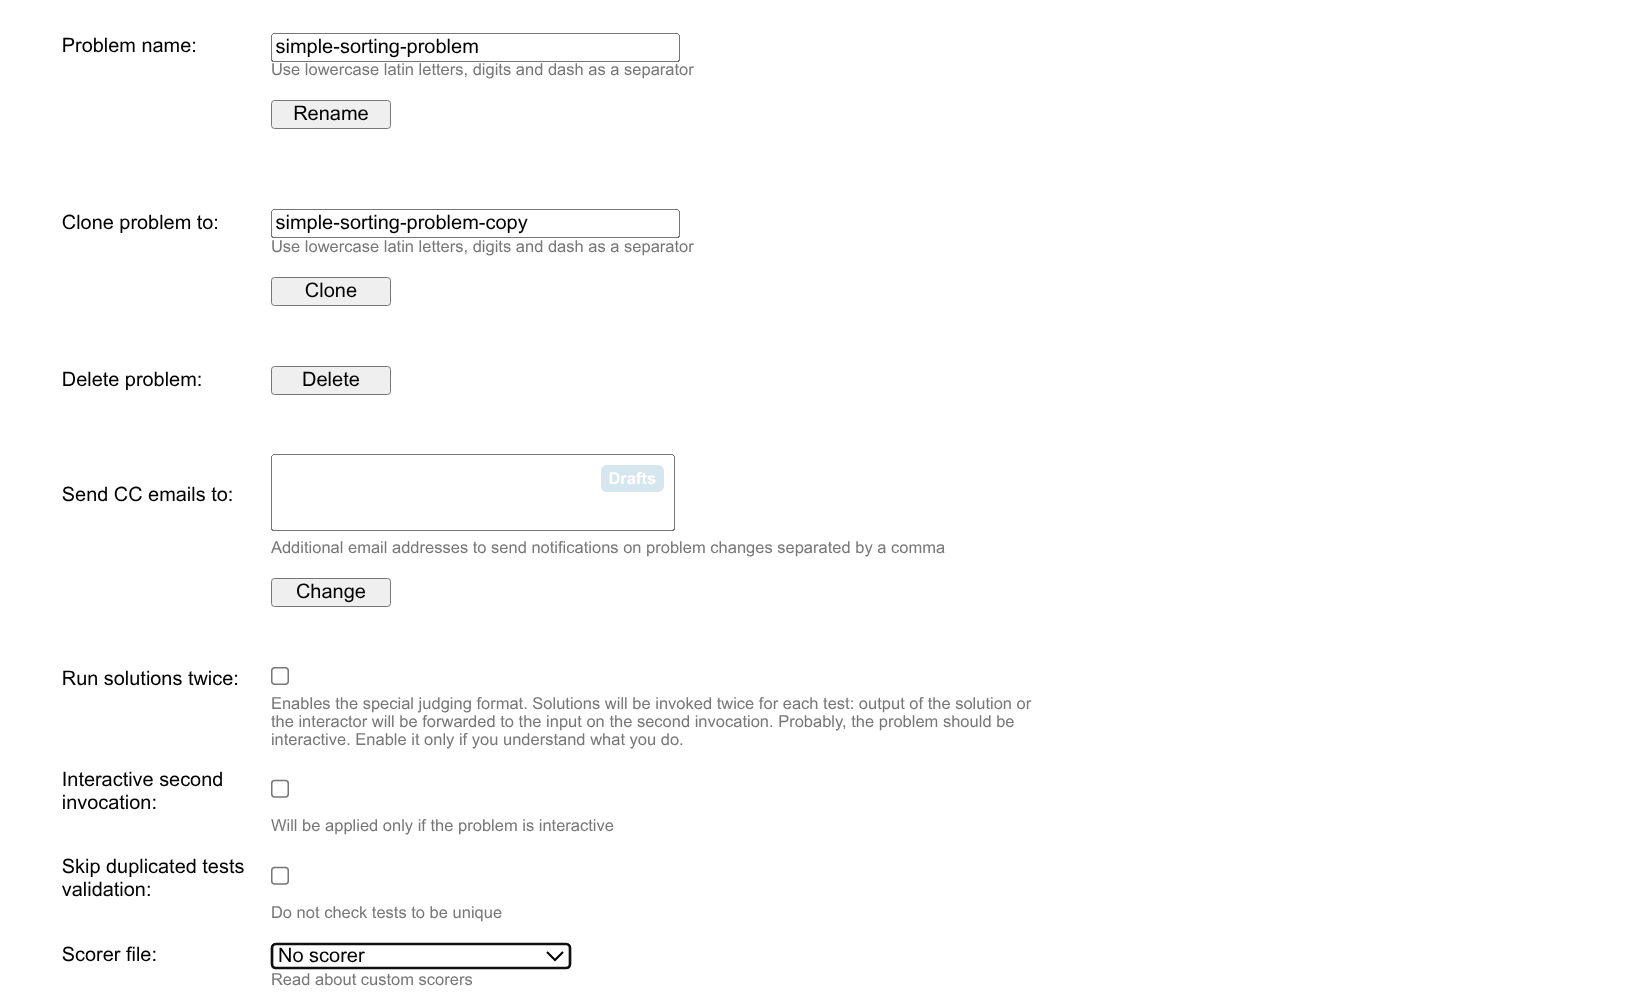 Problem name:
simple-sorting-problem
Use lowercase latin letters, digits and dash as a separator
Rename
Clone problem to:
simple-sorting-problem-copy
Use lowercase latin letters, digits and dash as a separator
Clone
Delete problem:
Delete
Drafts
Send CC emails to:
Additional email addresses to send notifications on problem changes separated by a comma
Change
Run solutions twice:
Enables the special judging format. Solutions will be invoked twice for each test: output of the solution or
the interactor will be forwarded to the input on the second invocation. Probably, the problem should be
interactive. Enable it only if you understand what you do.
Interactive second
invocation:
Will be applied only if the problem is interactive
Skip duplicated tests
validation:
Do not check tests to be unique
Scorer file:
No scorer
Read about custom scorers